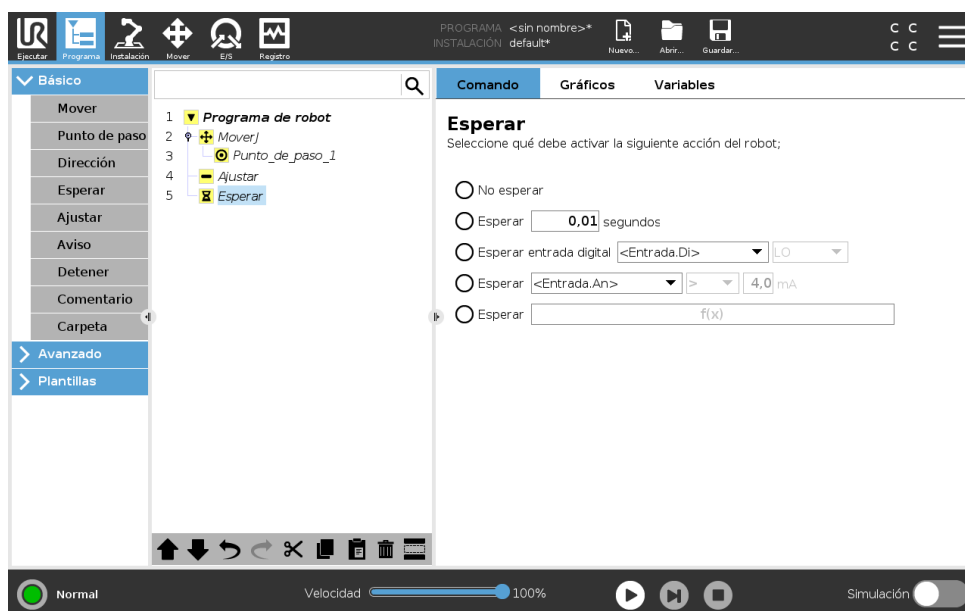 UR
Ejecutar
Programa
Instalación
Mover
E/S
Registro
PROGRAMA <sin nombre>*
INSTALACIÓN default*
Nuevo...
Abrir...
Guardar...
C C
C C
Básico
Mover
Punto de paso
Dirección
Esperar
Ajustar
Aviso
Detener
Comentario
Carpeta
Avanzado
Plantillas
1 Programa de robot
2 MoverJ
3 Punto_de_paso_1
4 Ajustar
5 Esperar
Comando Gráficos Variables
Esperar
Seleccione qué debe activar la siguiente acción del robot;
No esperar
Esperar 0,01 segundos
Esperar entrada digital <Entrada.Di> LO
Esperar <Entrada.An> > 4,0 mA
Esperar f(x)
Normal
Velocidad 100%
Simulación